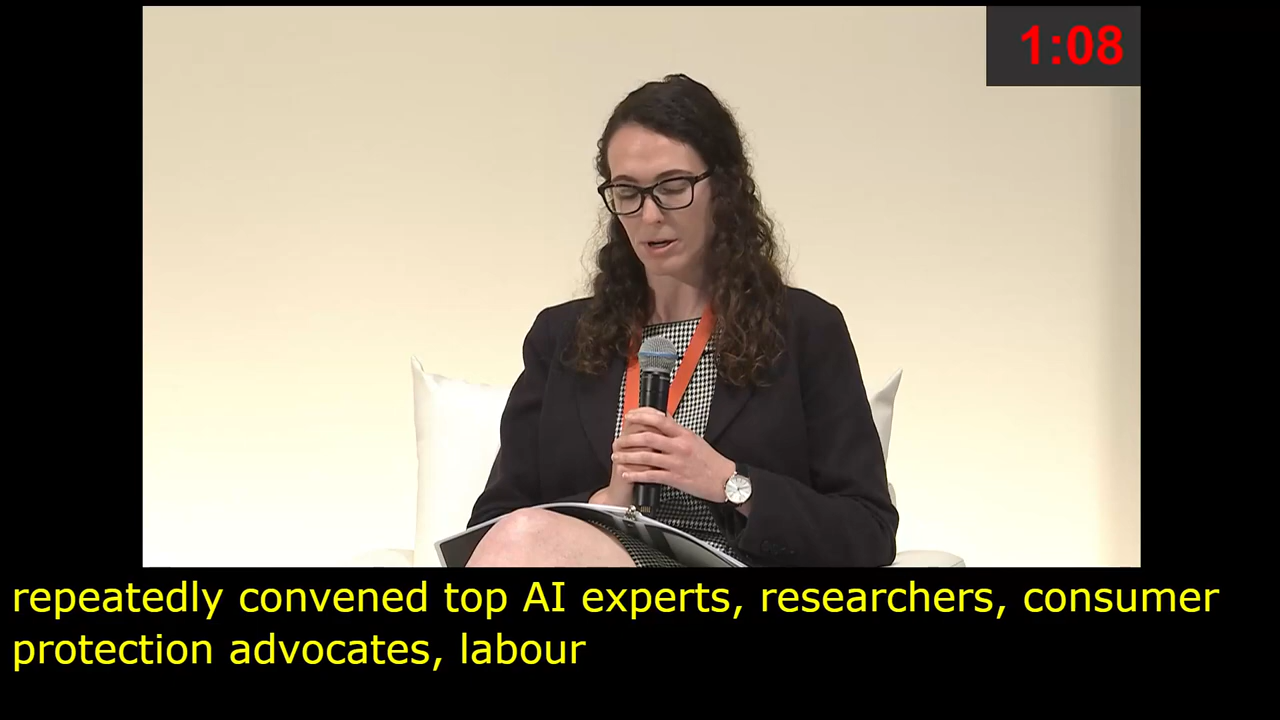 1:08
repeatedly convened top AI experts, researchers, consumer
protection advocates, labour